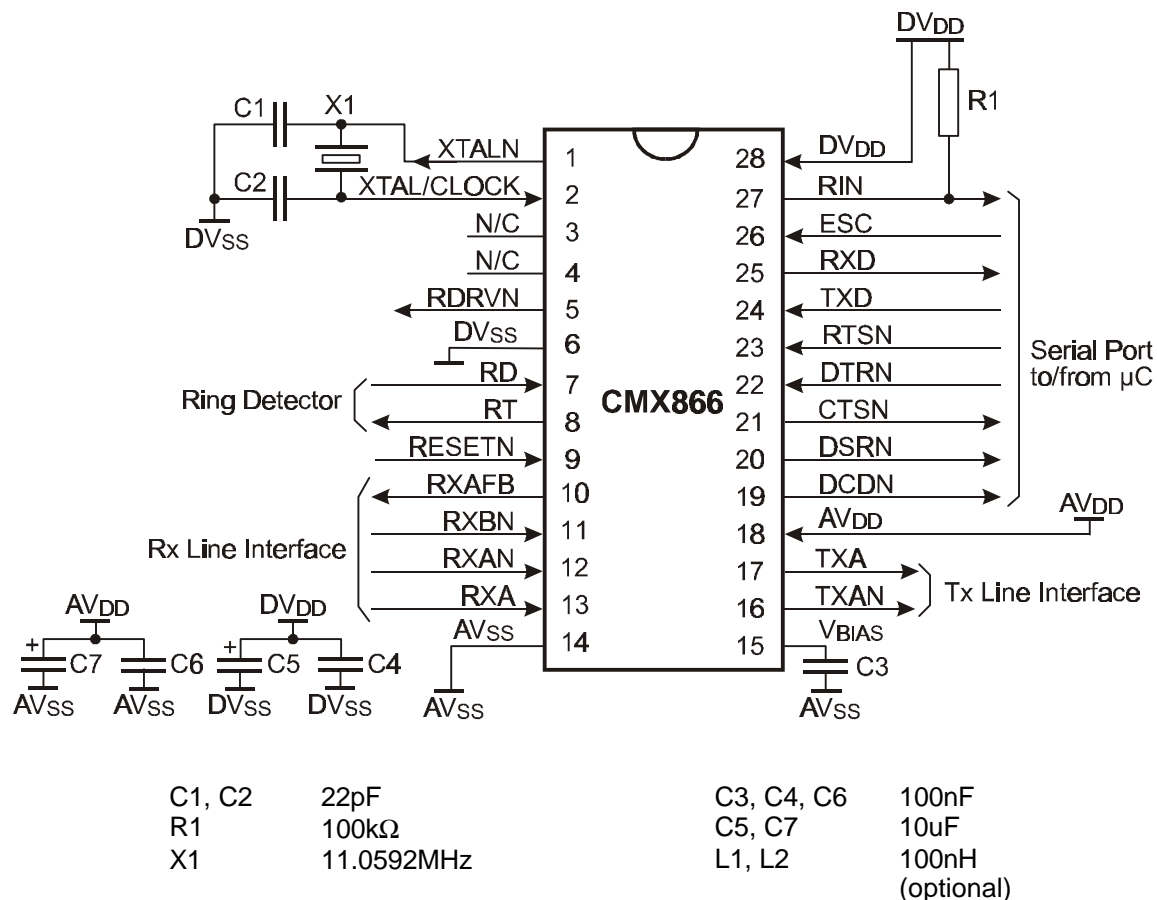 DVDD
R1
C1
X1
C2
DVSS
XTALN
XTAL/CLOCK
N/C
N/C
RDRVN
DVSS
RD
RT
Ring Detector
RESETN
RXAFB
RXBN
RXAN
RXA
Rx Line Interface
AVSS
AVSS
1
2
3
4
5
6
7
8
9
10
11
12
13
14
CMX866
28
27
26
25
24
23
22
21
20
19
18
17
16
15
DVDD
RIN
ESC
RXD
TXD
RTSN
DTRN
CTSN
DSRN
DCDN
Serial Port
to/from µC
AVDD
AVDD
TXA
TXAN
Tx Line Interface
VBIAS
C3
AVSS
AVDD
+
C7
C6
AVSS
AVSS
DVDD
+
C5
C4
DVSS
DVSS
C1, C2 22pF
R1 100kΩ
X1 11.0592MHz
C3, C4, C6 100nF
C5, C7 10uF
L1, L2 100nH
(optional)